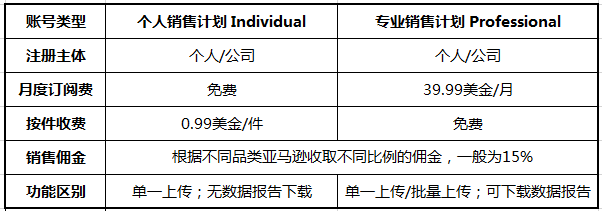 账号类型 个人销售计划 Individual 专业销售计划 Professional
注册主体 个人/公司 个人/公司
月度订阅费 免费 39.99美金/月
按件收费 0.99美金/件 免费
销售佣金 根据不同品类亚马逊收取不同比例的佣金，一般为15%
功能区别 单一上传；无数据报告下载 单一上传/批量上传；可下载数据报告